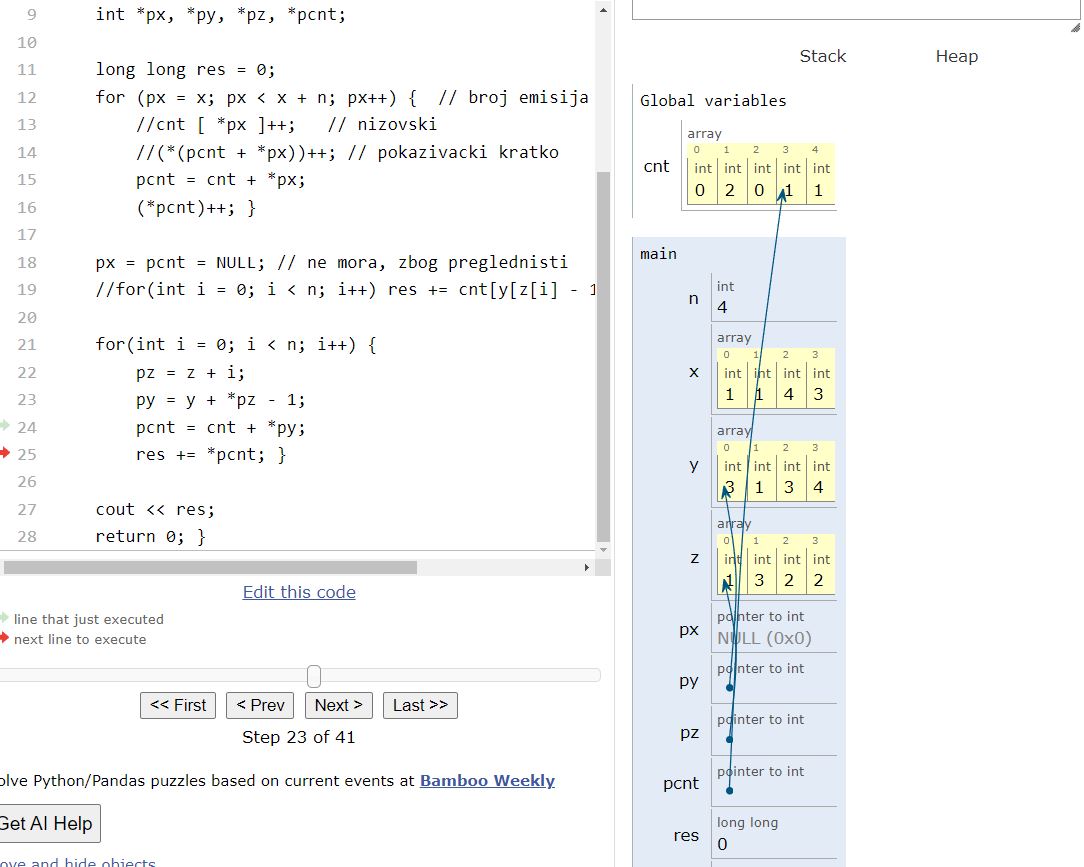 9 int *px, *py, *pz, *pcnt;
10
11 long long res = 0;
12 for (px = x; px < x + n; px++) { // broj emisija
13 //cnt [ *px ]++; // nizovski
14 //(*(pcnt + *px))++; // pokazivacki kratko
15 pcnt = cnt + *px;
16 (*pcnt)++; }
17
18 px = pcnt = NULL; // ne mora, zbog preglednisti
19 //for(int i = 0; i < n; i++) res += cnt[y[z[i] - 1
20
21 for(int i = 0; i < n; i++) {
22 pz = z + i;
23 py = y + *pz - 1;
24 pcnt = cnt + *py;
25 res += *pcnt; }
26
27 cout << res;
28 return 0; }
Edit this code
line that just executed
next line to execute
<< First < Prev Next > Last >>
Step 23 of 41
olve Python/Pandas puzzles based on current events at Bamboo Weekly
Get AI Help
ove and hide objects
Stack Heap
Global variables
cnt
array
0 1 2 3 4
int int int int int
0 2 0 1 1
main
n
int
4
x
array
0 1 2 3
int int int int
1 1 4 3
y
array
0 1 2 3
int int int int
3 1 3 4
z
array
0 1 2 3
int int int int
1 3 2 2
px
pointer to int
NULL (0x0)
py
pointer to int
pz
pointer to int
pcnt
pointer to int
res
long long
0